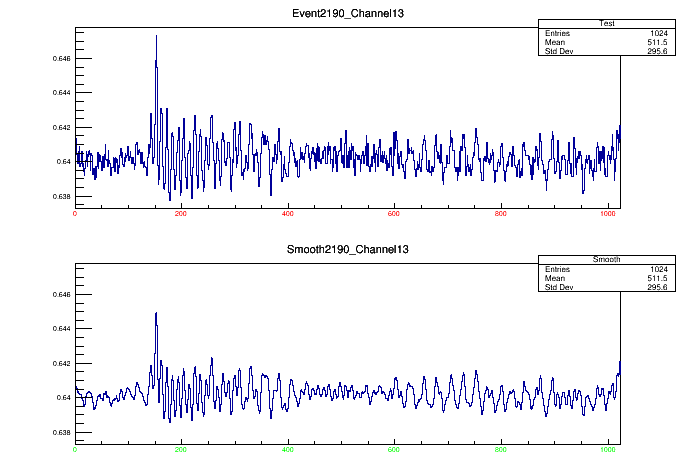 Event2190_Channel13
Test
Entries 1024
Mean 511.5
Std Dev 295.6
0.646
0.644
0.642
0.64
0.638
0 200 400 600 800 1000
Smooth2190_Channel13
Smooth
Entries 1024
Mean 511.5
Std Dev 295.6
0.646
0.644
0.642
0.64
0.638
0 200 400 600 800 1000